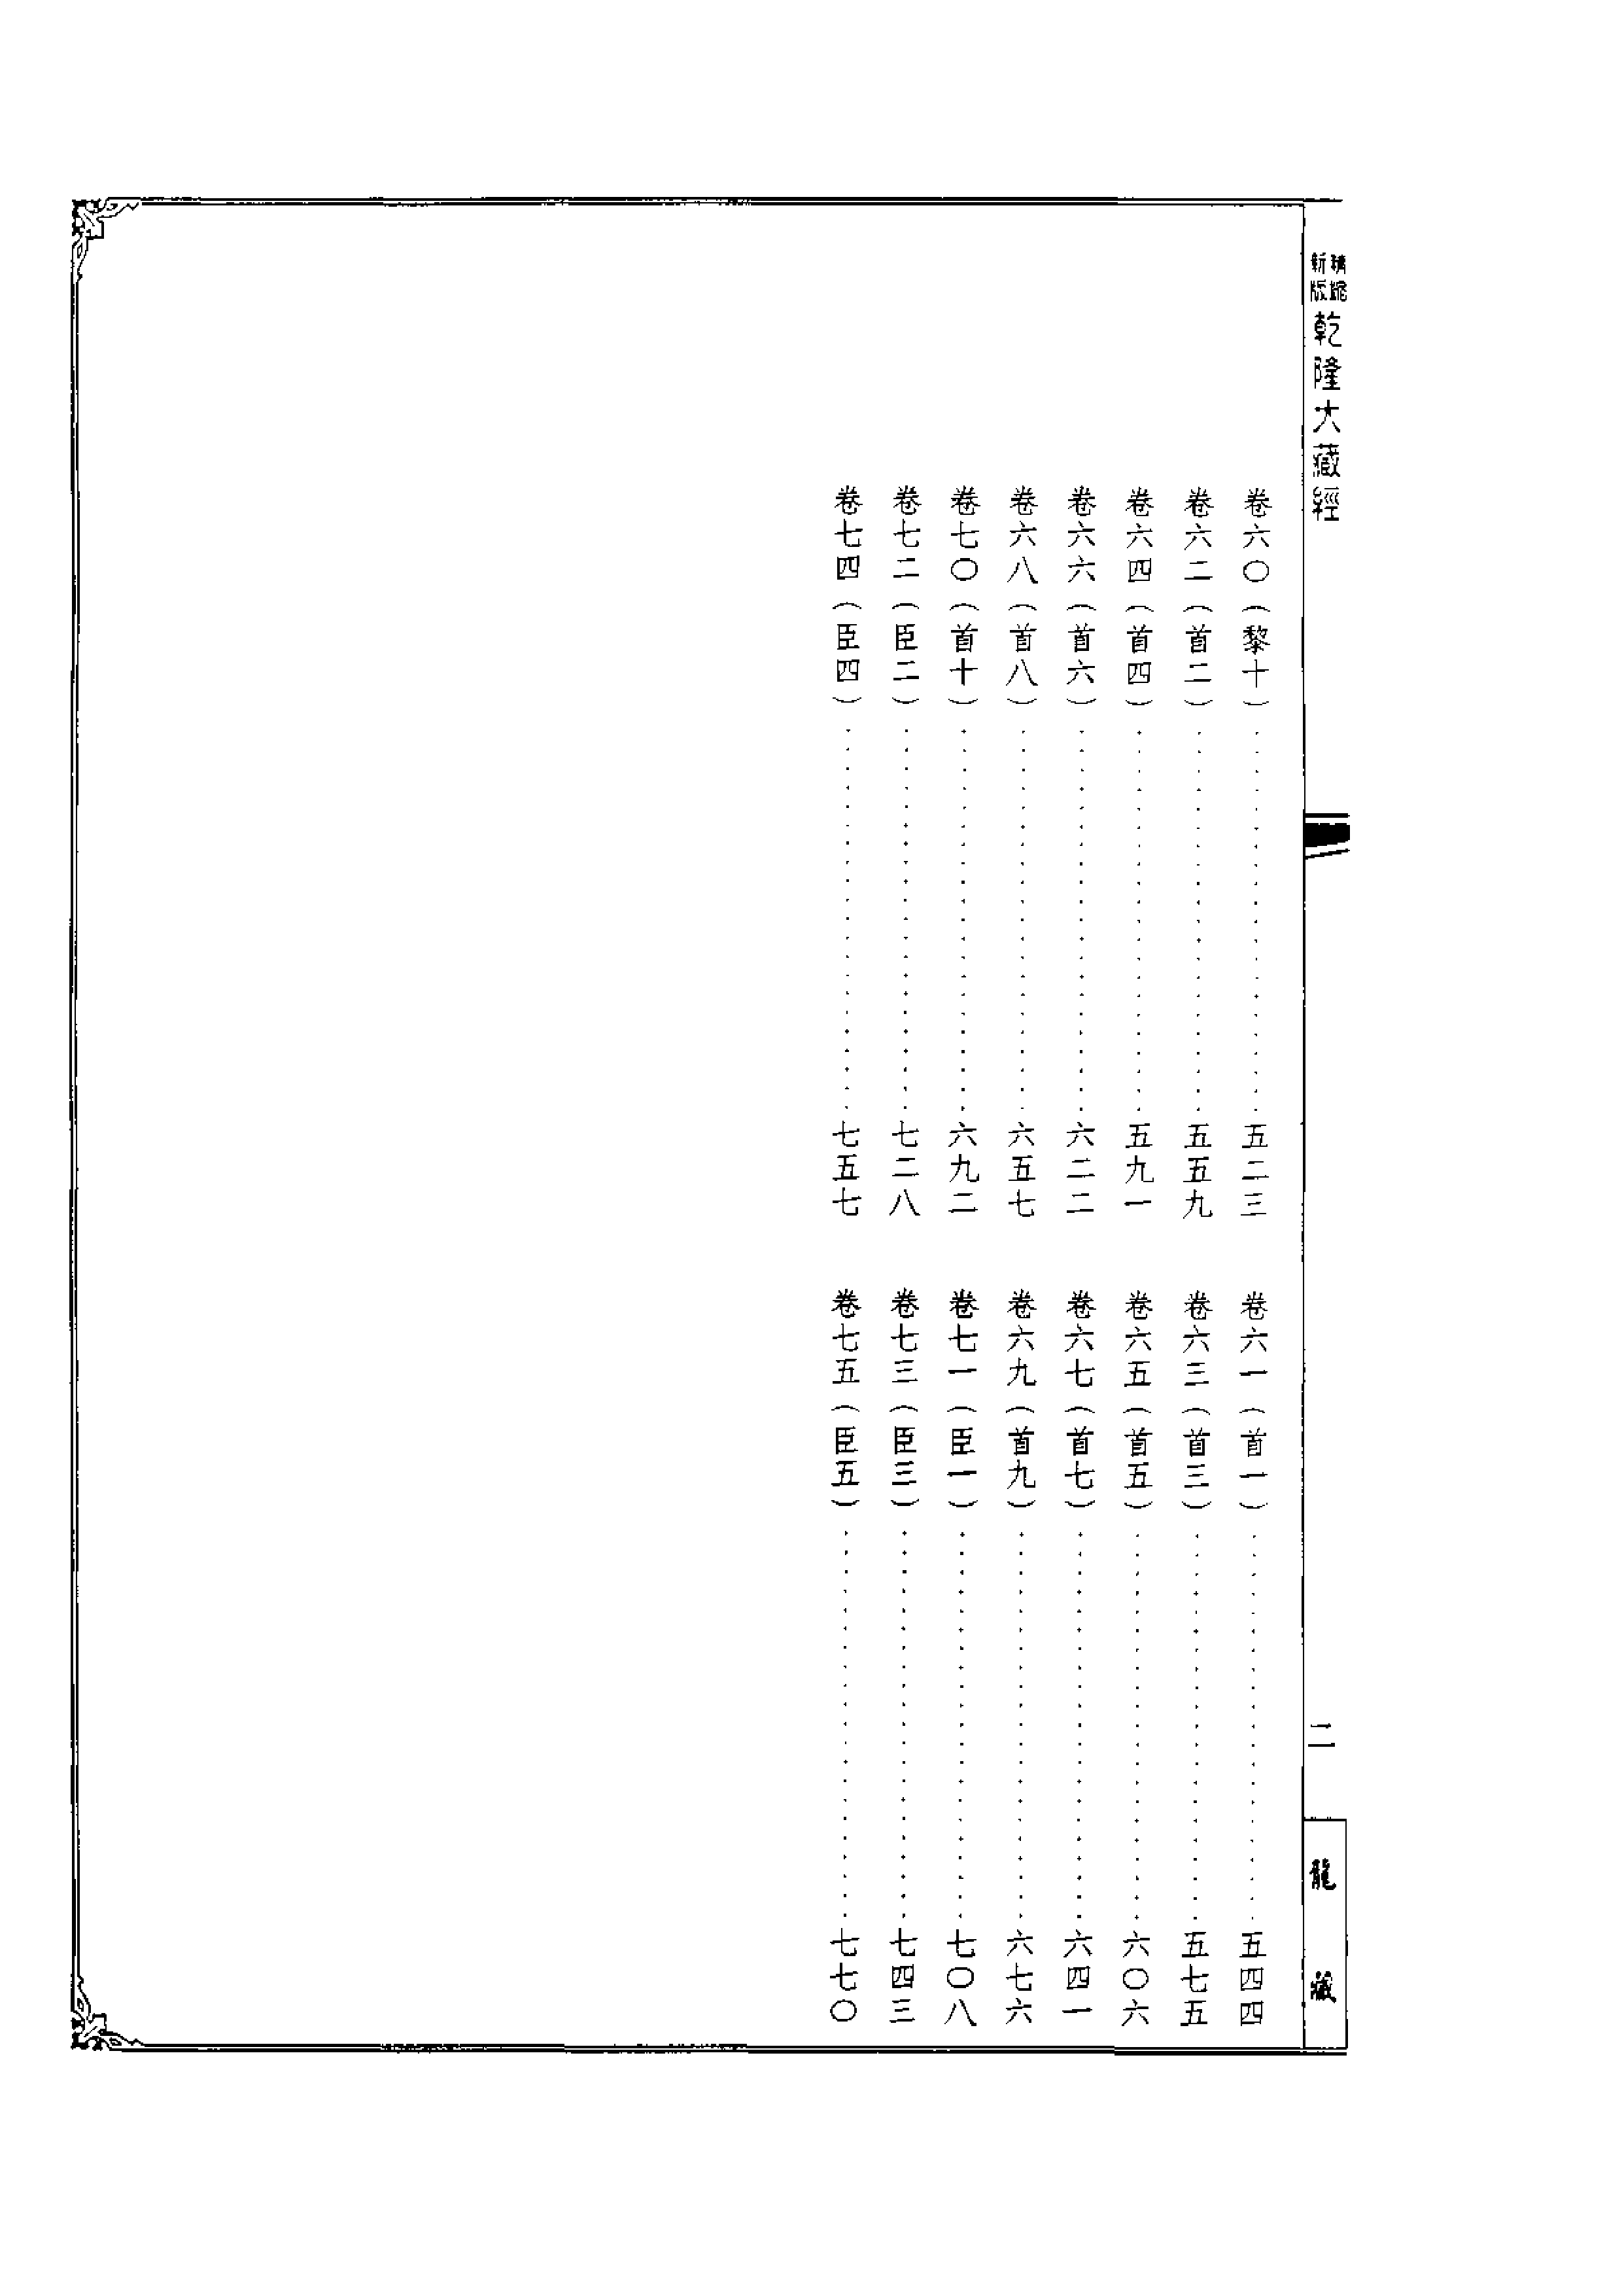 新版乾隆大藏經
二
龍藏
卷六〇（黎十）……五二三
卷六一（首一）……五四四
卷六二（首二）……五五九
卷六三（首三）……五七五
卷六四（首四）……五九一
卷六五（首五）……六〇六
卷六六（首六）……六二二
卷六七（首七）……六四一
卷六八（首八）……六五七
卷六九（首九）……六七六
卷七〇（首十）……六九二
卷七一（臣一）……七〇八
卷七二（臣二）……七二八
卷七三（臣三）……七四三
卷七四（臣四）……七五七
卷七五（臣五）……七七〇